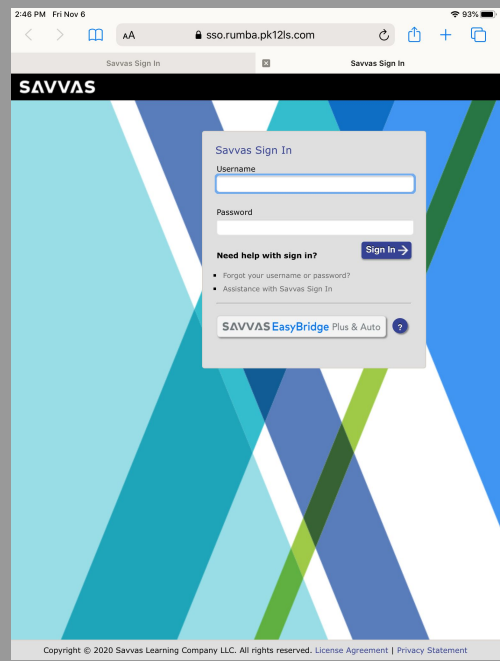 2:46 PM Fri Nov 6 93%
AA sso.rumba.pk12ls.com
Savvas Sign In Savvas Sign In
SAVVAS
Savvas Sign In
Username
Password
Need help with sign in? Sign In
Forgot your username or password?
Assistance with Savvas Sign In
SAVVAS EasyBridge Plus & Auto ?
Copyright © 2020 Savvas Learning Company LLC. All rights reserved. License Agreement | Privacy Statement